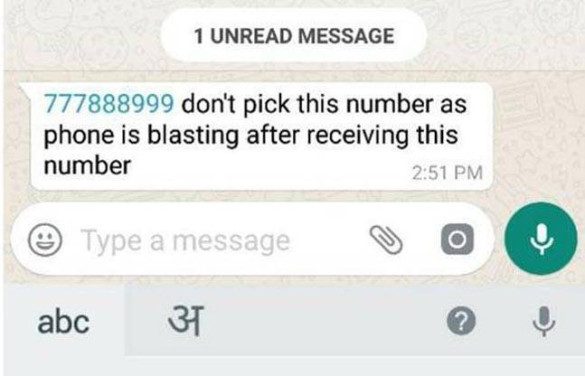 1 UNREAD MESSAGE
777888999 don't pick this number as
phone is blasting after receiving this
number
2:51 PM
Type a message
abc अ